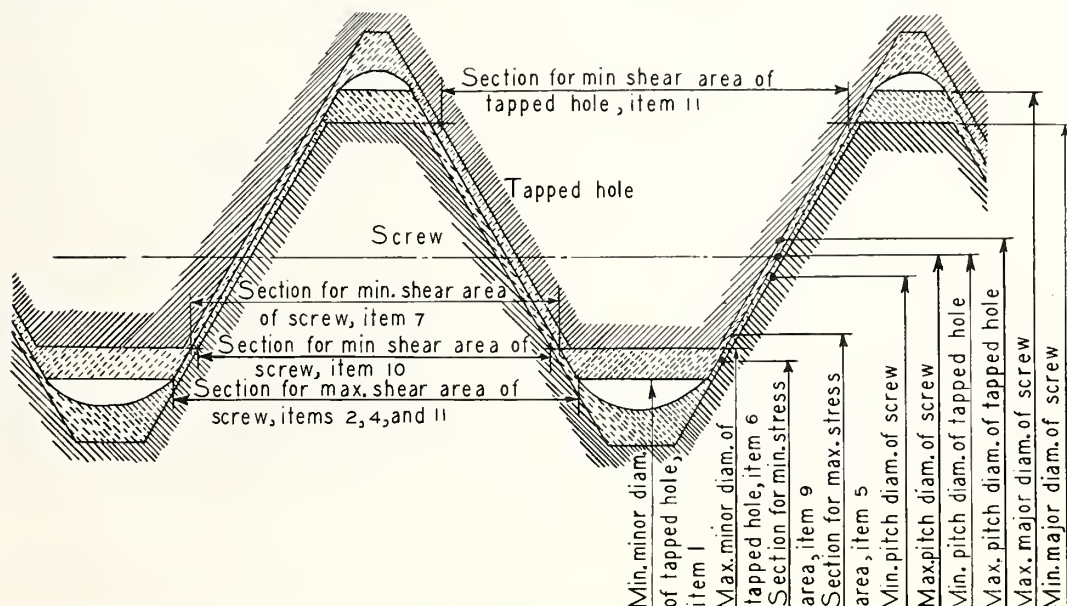 Section for min shear area of
tapped hole, item 11
Tapped hole
Screw
Section for min. shear area
of screw, item 7
Section for min shear area of
screw, item 10
Section for max. shear area of
screw, items 2, 4, and 11
Min. minor diam.
of tapped hole,
item 1
Max. minor diam. of
tapped hole, item 6
Section for min. stress
area, item 9
Section for max. stress
area, item 5
Min. pitch diam. of screw
Max. pitch diam. of screw
Min. pitch diam. of tapped hole
Max. pitch diam. of tapped hole
Max. major diam. of screw
Min. major diam. of screw